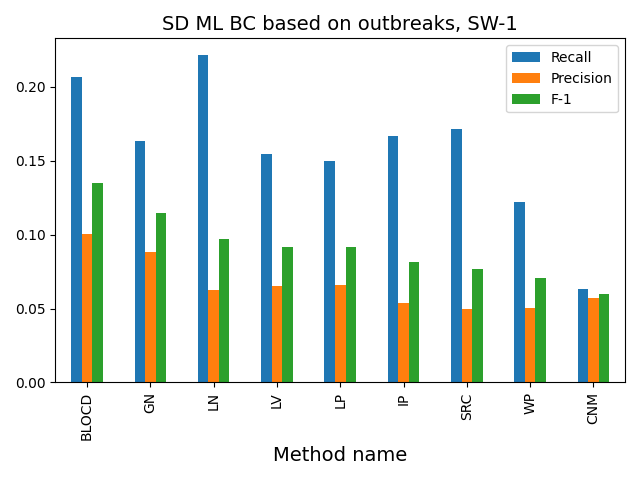 SD ML BC based on outbreaks, SW-1
Recall
Precision
F-1
0.20
0.15
0.10
0.05
0.00
BLOCD
GN
LN
LV
LP
IP
SRC
WP
CNM
Method name